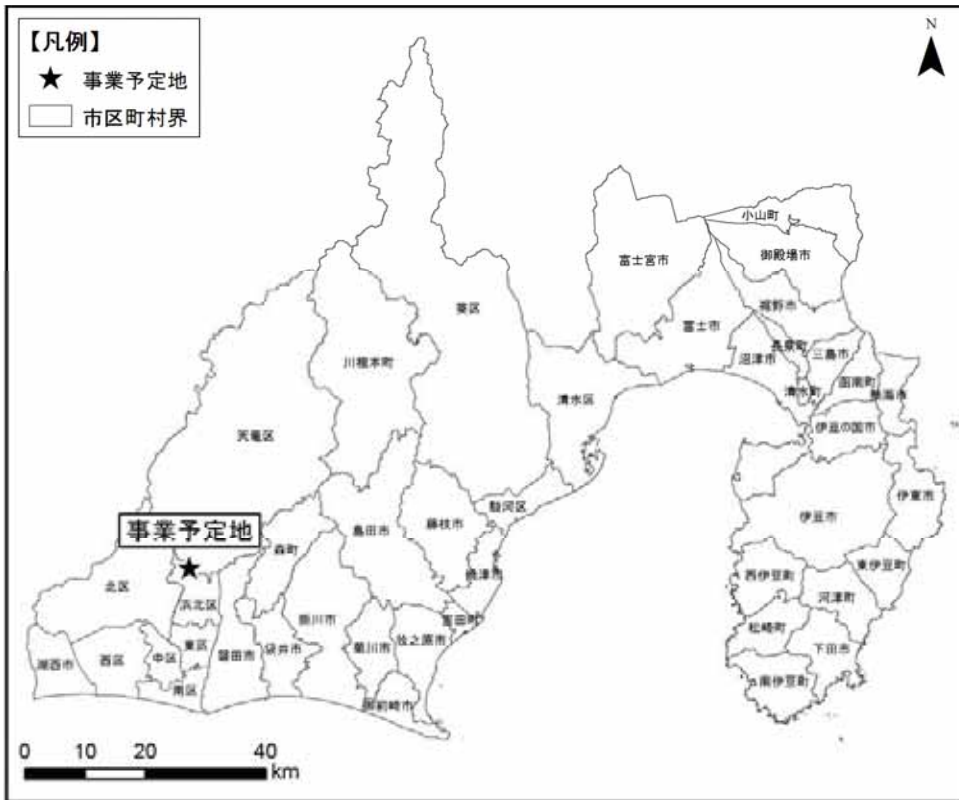 【凡例】
★ 事業予定地
市区町村界
N
小山町
御殿場市
富士宮市
裾野市
葵区
富士市
長泉町
沼津市
三島市
川根本町
函南町
清水町
熱海市
清水区
伊豆の国市
天竜区
伊東市
駿河区
伊豆市
藤枝市
島田市
事業予定地
森町
東伊豆町
焼津市
西伊豆町
北区
河津町
浜北区
吉田町
掛川市
松崎町
東区
牧之原市
下田市
磐田市
袋井市
菊川市
中区
西区
湖西市
南区
南伊豆町
御前崎市
0 10 20 40
km